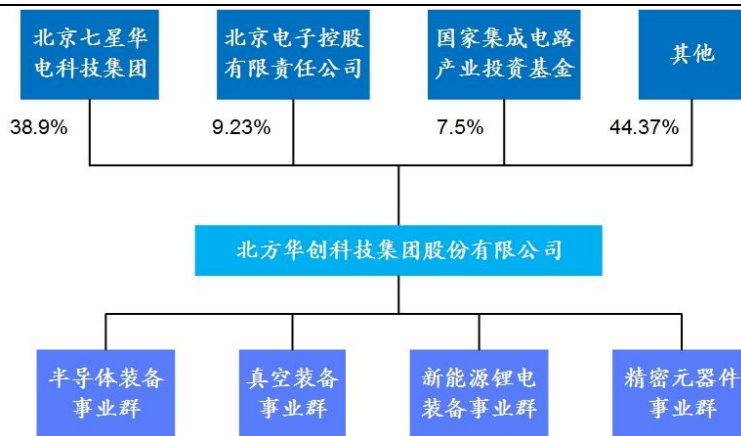 北京七星华
电科技集团
北京电子控股
有限责任公司
国家集成电路
产业投资基金
其他
38.9%
9.23%
7.5%
44.37%
北方华创科技集团股份有限公司
半导体装备
事业群
真空装备
事业群
新能源锂电
装备事业群
精密元器件
事业群